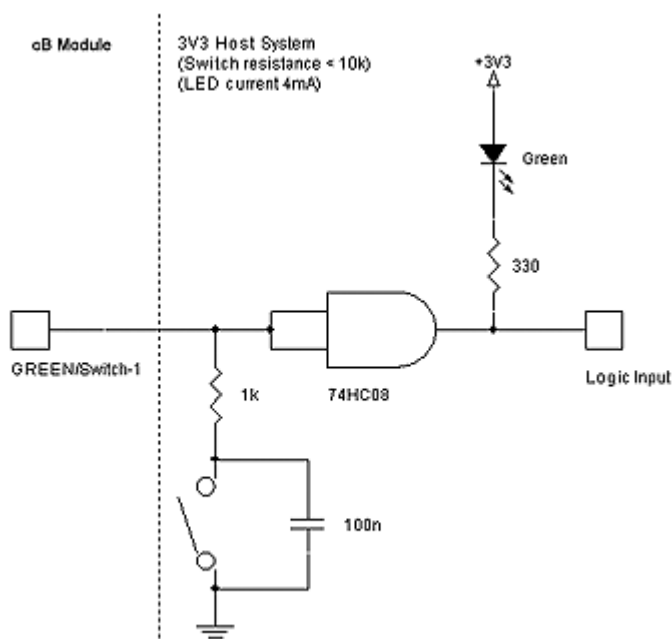 cB Module
3V3 Host System
(Switch resistance < 10k)
(LED current 4mA)
+3V3
Green
330
GREEN/Switch-1
1k
74HC08
Logic Input
100n